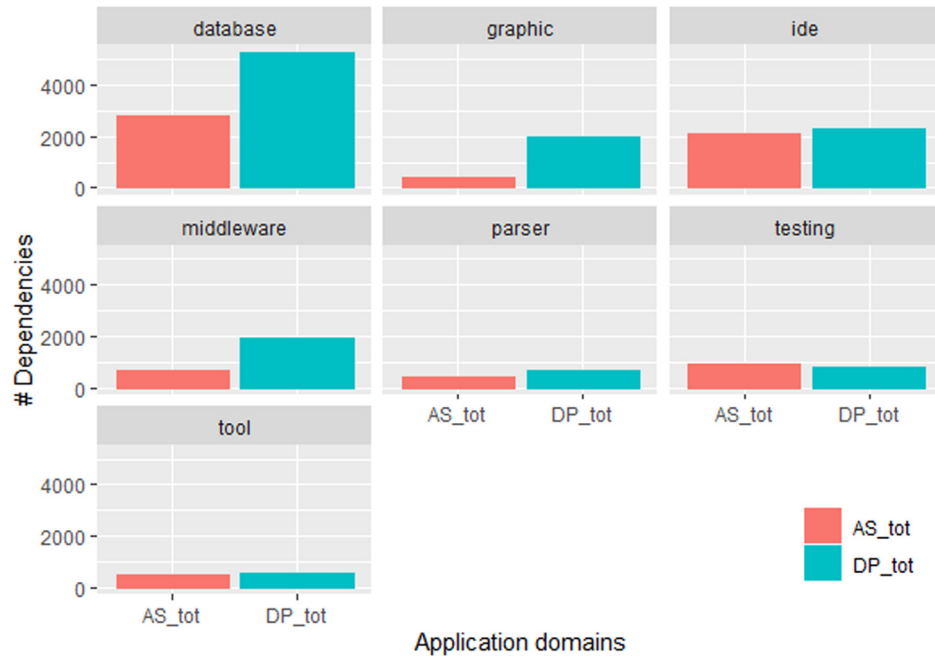 database
graphic
ide
4000
2000
0
middleware
parser
testing
4000
2000
0
AS_tot
DP_tot
AS_tot
DP_tot
tool
4000
2000
0
AS_tot
DP_tot
AS_tot
DP_tot
# Dependencies
Application domains